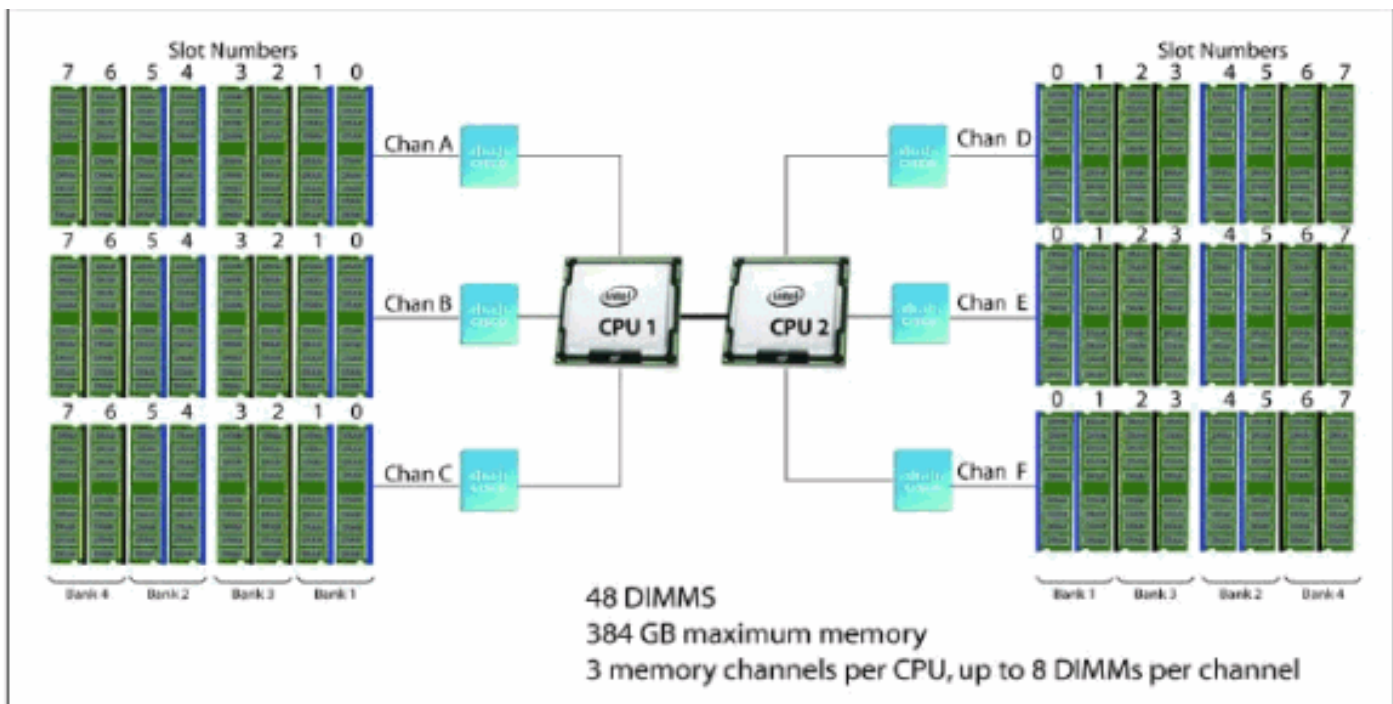 Slot Numbers
7 6 5 4 3 2 1 0
Chan A
7 6 5 4 3 2 1 0
Chan B
7 6 5 4 3 2 1 0
Chan C
Bank 4 Bank 2 Bank 3 Bank 1
intel
CPU 1
intel
CPU 2
Slot Numbers
0 1 2 3 4 5 6 7
Chan D
0 1 2 3 4 5 6 7
Chan E
0 1 2 3 4 5 6 7
Chan F
Bank 1 Bank 3 Bank 2 Bank 4
48 DIMMS
384 GB maximum memory
3 memory channels per CPU, up to 8 DIMMs per channel